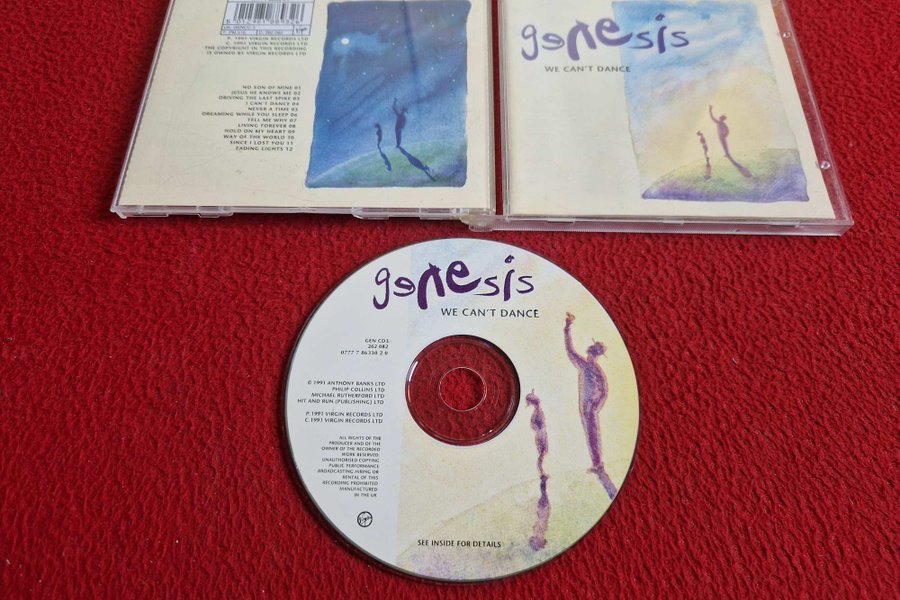 P. 1991 VIRGIN RECORDS LTD
C. 1991 VIRGIN RECORDS LTD
THE COPYRIGHT IN THIS RECORDING
IS OWNED BY VIRGIN RECORDS LTD
NO SON OF MINE 01
JESUS HE KNOWS ME 02
DRIVING THE LAST SPIKE 03
I CAN'T DANCE 04
NEVER A TIME 05
DREAMING WHILE YOU SLEEP 06
TELL ME WHY 07
LIVING FOREVER 08
HOLD ON MY HEART 09
WAY OF THE WORLD 10
SINCE I LOST YOU 11
FADING LIGHTS 12
genesis
WE CAN'T DANCE
genesis
WE CAN'T DANCE
GEN CD3
262 082
0777 7 86330 2 0
© 1991 ANTHONY BANKS LTD
PHILIP COLLINS LTD
MICHAEL RUTHERFORD LTD
HIT AND RUN (PUBLISHING) LTD
P.1991 VIRGIN RECORDS LTD
C.1991 VIRGIN RECORDS LTD
ALL RIGHTS OF THE
PRODUCER AND OF THE
OWNER OF THE RECORDED
WORK RESERVED.
UNAUTHORISED COPYING
PUBLIC PERFORMANCE
BROADCASTING HIRING OR
RENTAL OF THIS
RECORDING PROHIBITED
MANUFACTURED
IN THE UK
Virgin
SEE INSIDE FOR DETAILS